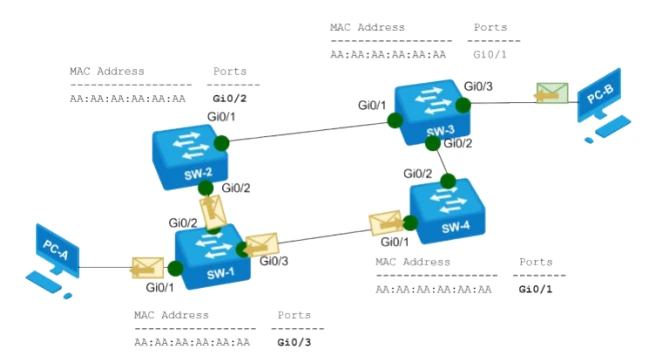 MAC Address Ports
---------------- --------
AA:AA:AA:AA:AA:AA Gi0/1
MAC Address Ports
---------------- --------
AA:AA:AA:AA:AA:AA Gi0/2
Gi0/1
Gi0/3
Gi0/1
PC-B
SW-3
Gi0/2
SW-2
Gi0/2
Gi0/2
Gi0/2
SW-4
PC-A
Gi0/1
SW-1
Gi0/3
Gi0/1
MAC Address Ports
---------------- --------
AA:AA:AA:AA:AA:AA Gi0/1
MAC Address Ports
---------------- --------
AA:AA:AA:AA:AA:AA Gi0/3